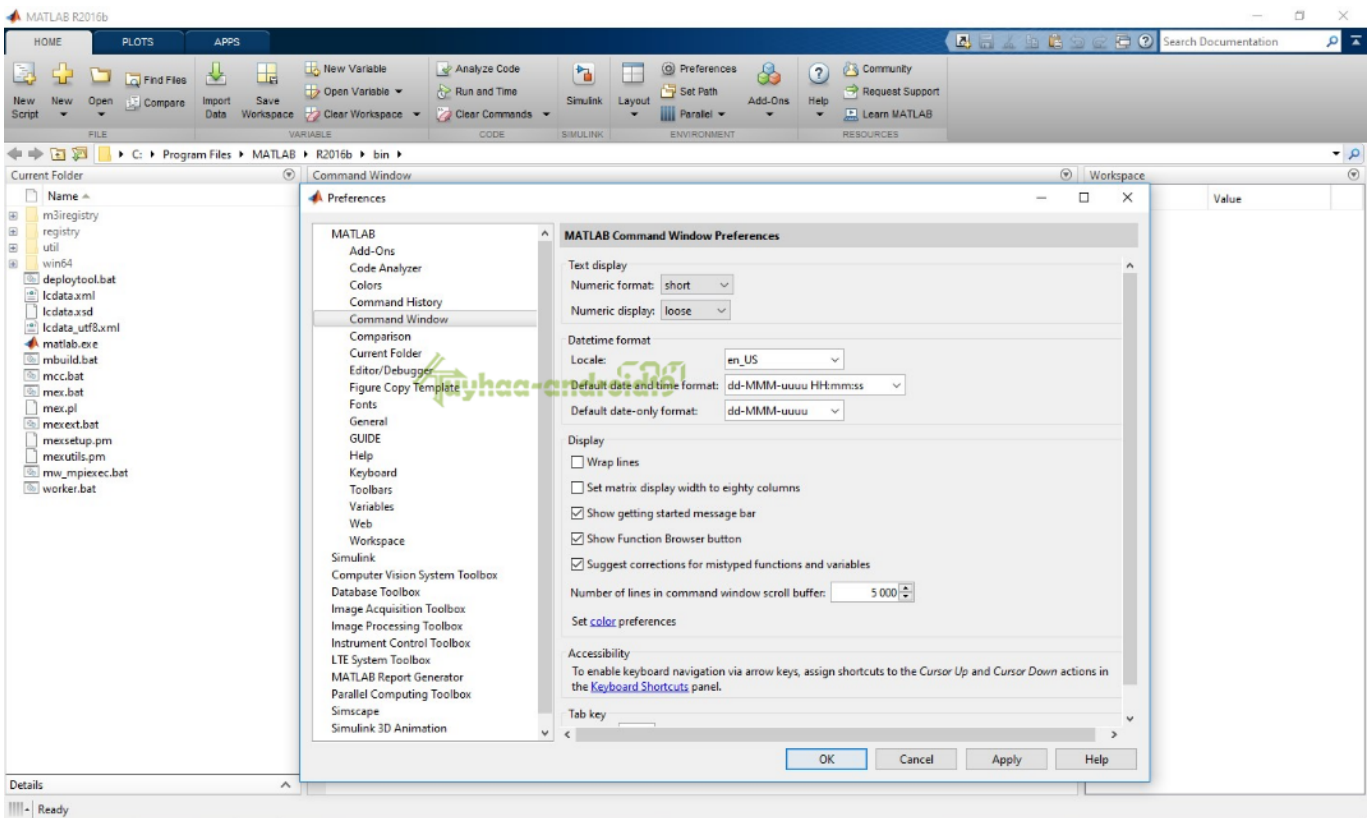 MATLAB R2016b
HOME PLOTS APPS
Search Documentation
New Script
New
Open
Find Files
Compare
Import Data
Save Workspace
New Variable
Open Variable
Clear Workspace
Analyze Code
Run and Time
Clear Commands
Simulink
Layout
Preferences
Set Path
Parallel
Add-Ons
Help
Community
Request Support
Learn MATLAB
FILE VARIABLE CODE SIMULINK ENVIRONMENT RESOURCES
C: Program Files MATLAB R2016b bin
Current Folder
Name
m3iregistry
registry
util
win64
deploytool.bat
lcdata.xml
lcdata.xsd
lcdata_utf8.xml
matlab.exe
mbuild.bat
mcc.bat
mex.bat
mex.pl
mexext.bat
mexsetup.pm
mexutils.pm
mw_mpiexec.bat
worker.bat
Details
Ready
Command Window
Workspace
Value
Preferences
MATLAB
Add-Ons
Code Analyzer
Colors
Command History
Command Window
Comparison
Current Folder
Editor/Debugger
Figure Copy Template
Fonts
General
GUIDE
Help
Keyboard
Toolbars
Variables
Web
Workspace
Simulink
Computer Vision System Toolbox
Database Toolbox
Image Acquisition Toolbox
Image Processing Toolbox
Instrument Control Toolbox
LTE System Toolbox
MATLAB Report Generator
Parallel Computing Toolbox
Simscape
Simulink 3D Animation
MATLAB Command Window Preferences
Text display
Numeric format: short
Numeric display: loose
Datetime format
Locale: en_US
Default date and time format: dd-MMM-uuuu HH:mm:ss
Default date-only format: dd-MMM-uuuu
Display
Wrap lines
Set matrix display width to eighty columns
Show getting started message bar
Show Function Browser button
Suggest corrections for mistyped functions and variables
Number of lines in command window scroll buffer: 5 000
Set color preferences
Accessibility
To enable keyboard navigation via arrow keys, assign shortcuts to the Cursor Up and Cursor Down actions in
the Keyboard Shortcuts panel.
Tab key
OK Cancel Apply Help